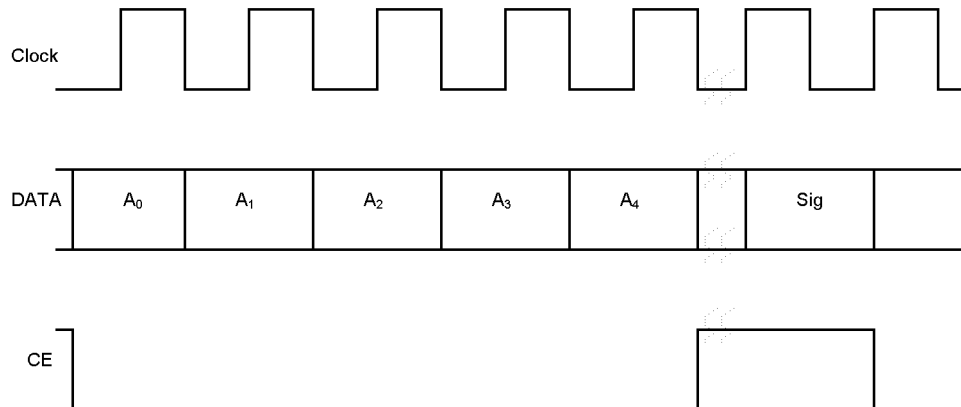 Clock
DATA A₀ A₁ A₂ A₃ A₄ Sig
CE